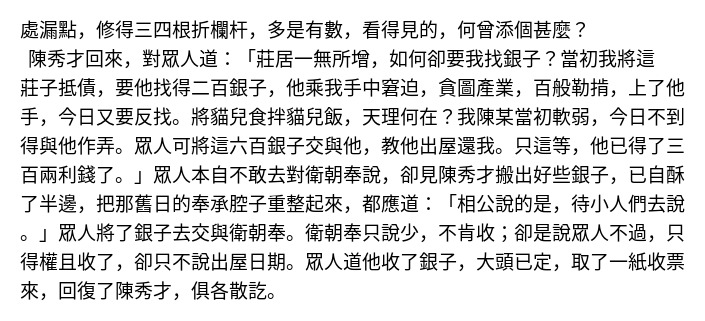 處漏點，修得三四根折欄杆，多是有數，看得見的，何曾添個甚麼？
陳秀才回來，對眾人道：「莊居一無所增，如何卻要我找銀子？當初我將這
莊子抵債，要他找得二百銀子，他乘我手中窘迫，貪圖產業，百般勒掯，上了他
手，今日又要反找。將貓兒食拌貓兒飯，天理何在？我陳某當初軟弱，今日不到
得與他作弄。眾人可將這六百銀子交與他，教他出屋還我。只這等，他已得了三
百兩利錢了。」眾人本自不敢去對衛朝奉說，卻見陳秀才搬出好些銀子，已自酥
了半邊，把那舊日的奉承腔子重整起來，都應道：「相公說的是，待小人們去說
。」眾人將了銀子去交與衛朝奉。衛朝奉只說少，不肯收；卻是說眾人不過，只
得權且收了，卻只不說出屋日期。眾人道他收了銀子，大頭已定，取了一紙收票
來，回復了陳秀才，俱各散訖。